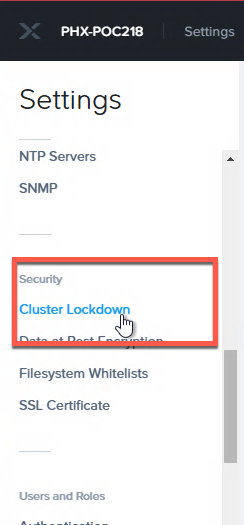 PHX-POC218 Settings
Settings
NTP Servers
SNMP
Security
Cluster Lockdown
Data at Rest Encryption
Filesystem Whitelists
SSL Certificate
Users and Roles
Authentication